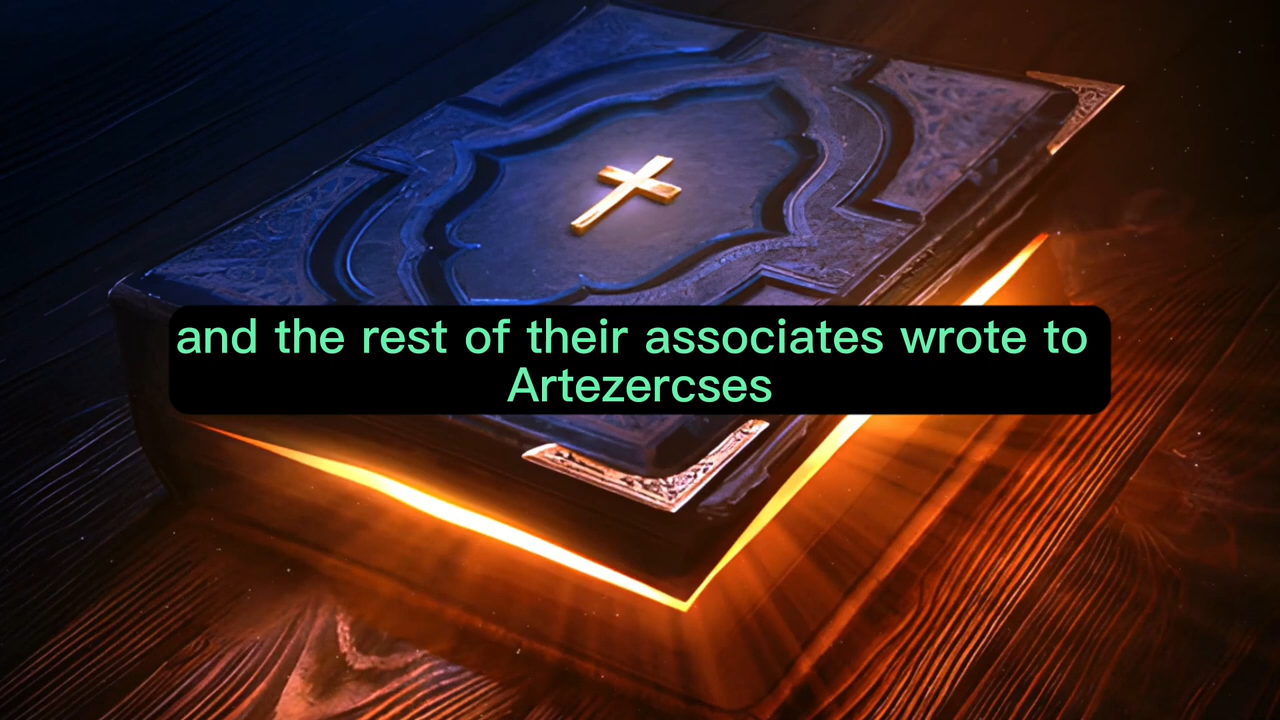 and the rest of their associates wrote to
Artezercses